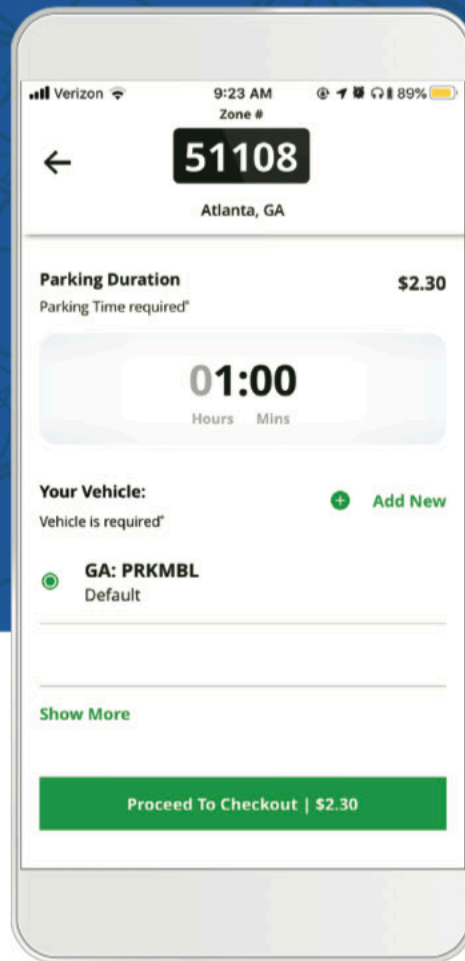 Verizon 9:23 AM 89%
Zone #
51108
Atlanta, GA
Parking Duration $2.30
Parking Time required*
01:00
Hours Mins
Your Vehicle: Add New
Vehicle is required*
GA: PRKMBL
Default
Show More
Proceed To Checkout | $2.30